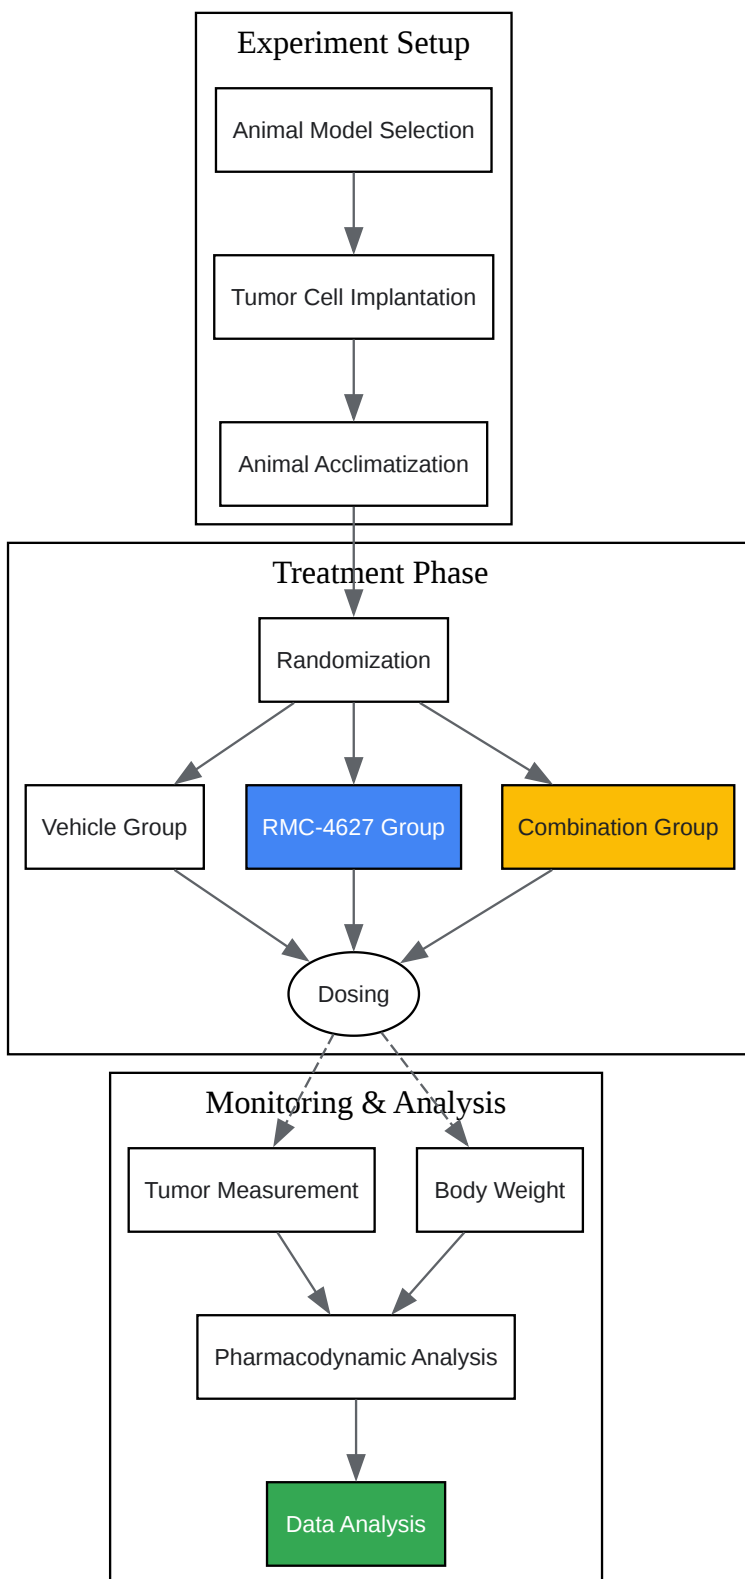 Experiment Setup
Animal Model Selection
Tumor Cell Implantation
Animal Acclimatization
Treatment Phase
Randomization
Vehicle Group
RMC-4627 Group
Combination Group
Dosing
Monitoring & Analysis
Tumor Measurement
Body Weight
Pharmacodynamic Analysis
Data Analysis